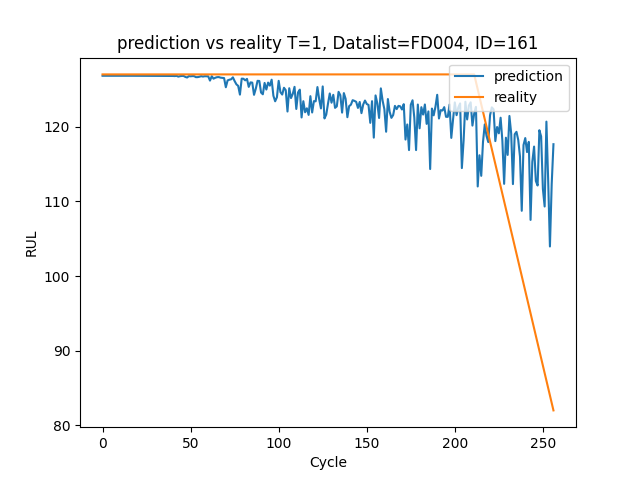 prediction vs reality T=1, Datalist=FD004, ID=161
prediction
reality
120
110
100
90
80
RUL
0 50 100 150 200 250
Cycle